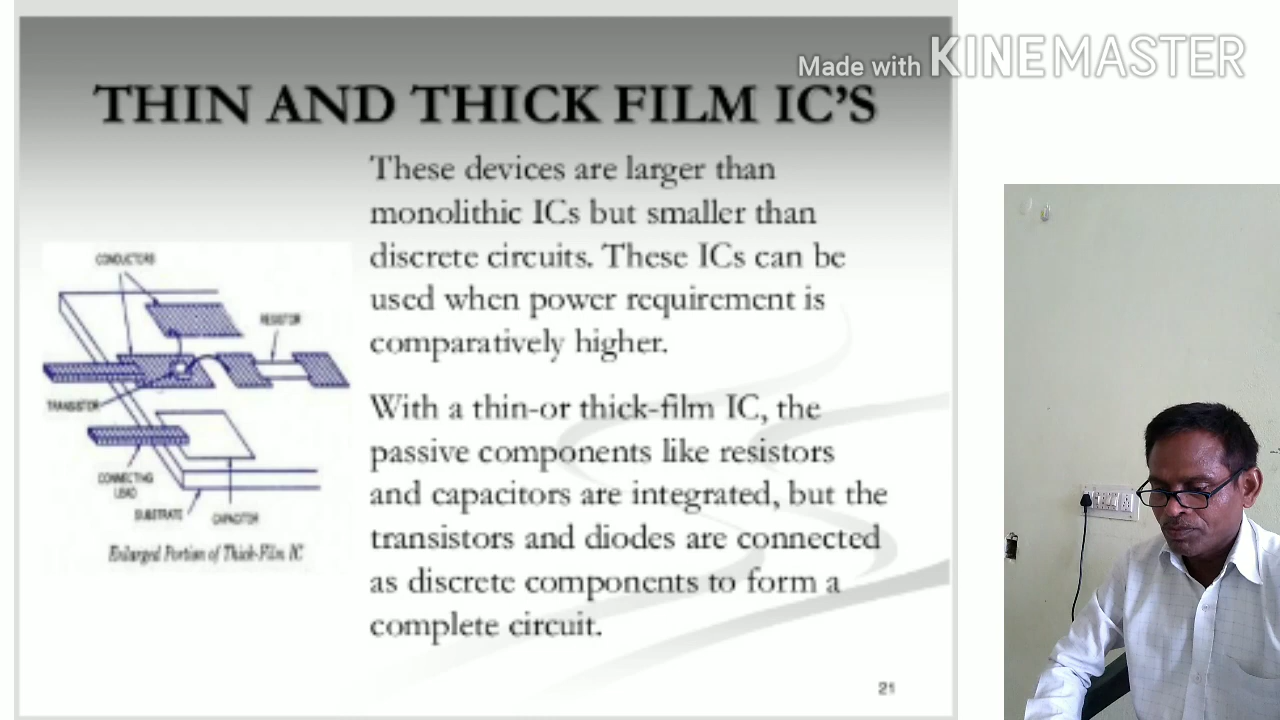 Made with KINEMASTER
THIN AND THICK FILM IC'S
These devices are larger than
monolithic ICs but smaller than
discrete circuits. These ICs can be
used when power requirement is
comparatively higher.
With a thin-or thick-film IC, the
passive components like resistors
and capacitors are integrated, but the
transistors and diodes are connected
as discrete components to form a
complete circuit.
CONDUCTORS
RESISTOR
TRANSISTOR
CONNECTING
LEAD
SUBSTRATE
CAPACITOR
Enlarged Portion of Thick-Film IC
21